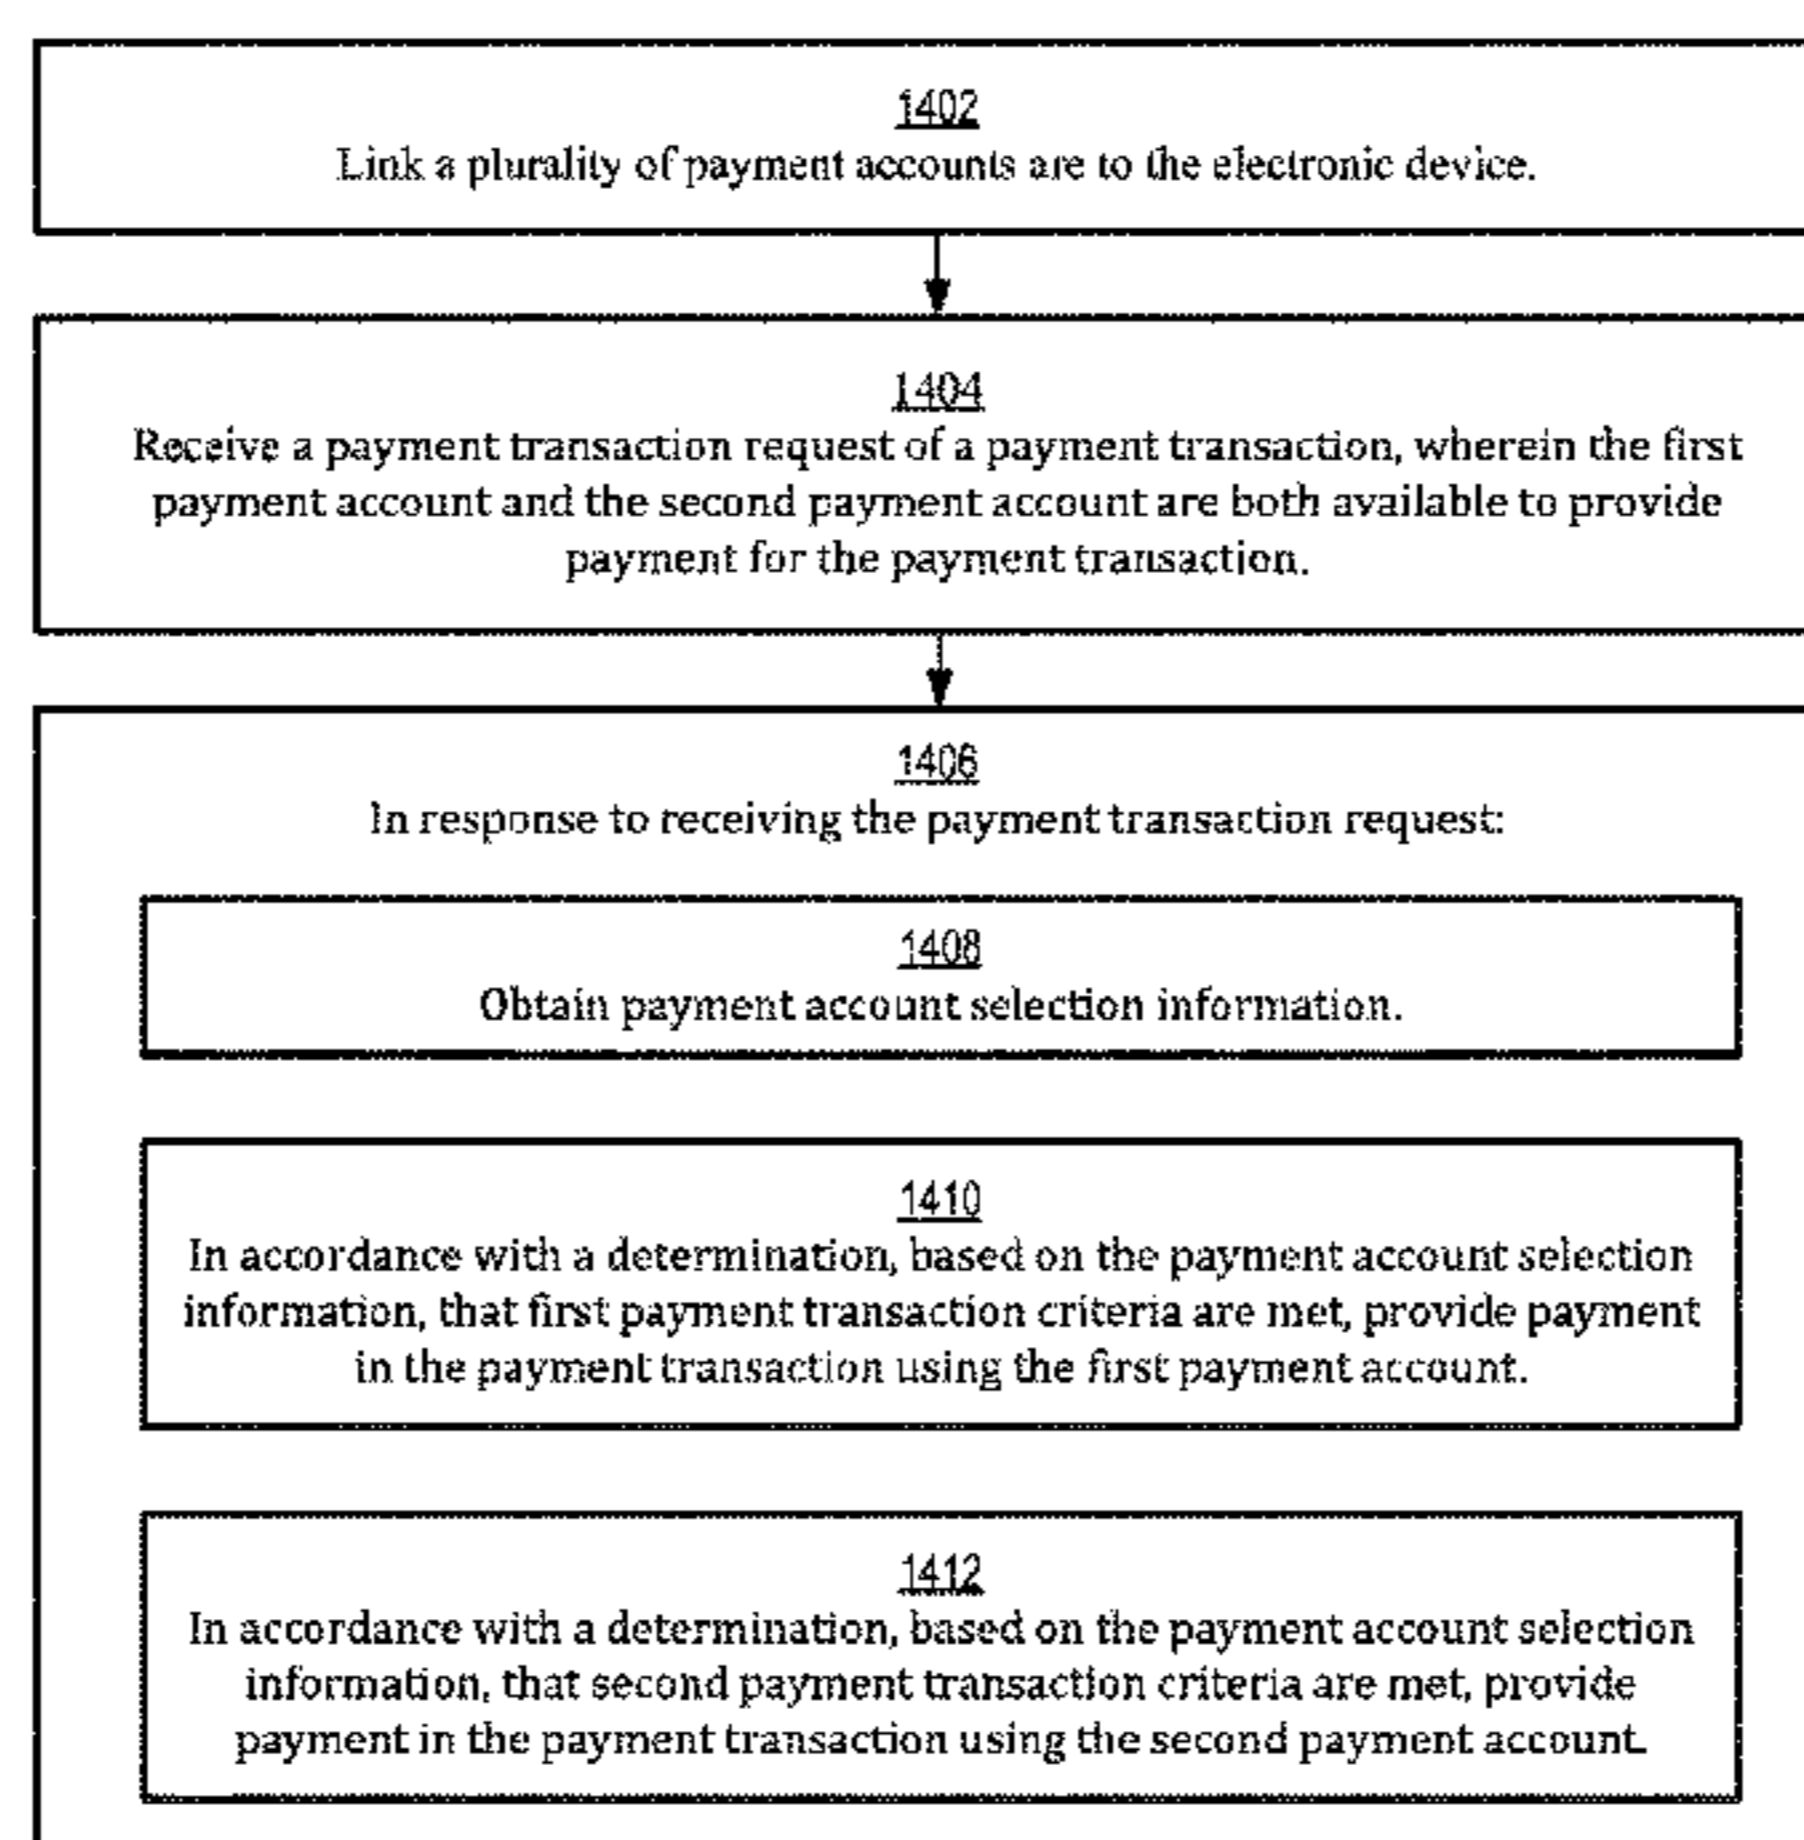 1402
Link a plurality of payment accounts are to the electronic device.
1404
Receive a payment transaction request of a payment transaction, wherein the first
payment account and the second payment account are both available to provide
payment for the payment transaction.
1406
In response to receiving the payment transaction request:
1408
Obtain payment account selection information.
1410
In accordance with a determination, based on the payment account selection
information, that first payment transaction criteria are met, provide payment
in the payment transaction using the first payment account.
1412
In accordance with a determination, based on the payment account selection
information, that second payment transaction criteria are met, provide
payment in the payment transaction using the second payment account.